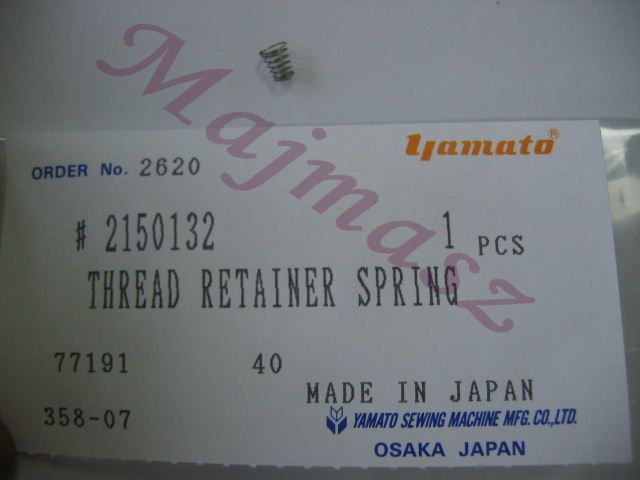 Majmasz
yamato®
ORDER No. 2620
# 2150132 1 PCS
THREAD RETAINER SPRING
77191 40
MADE IN JAPAN
358-07 YAMATO SEWING MACHINE MFG. CO.,LTD.
OSAKA JAPAN